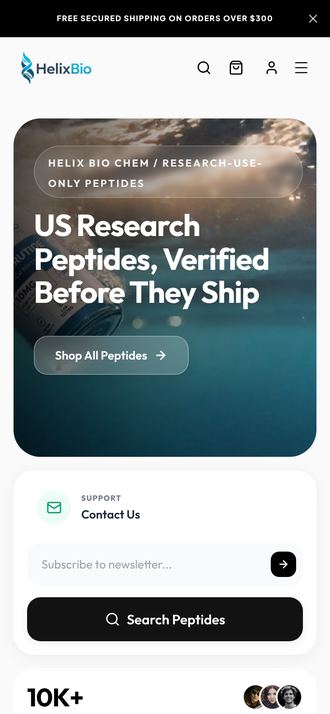 FREE SECURED SHIPPING ON ORDERS OVER $300
HelixBio
HELIX BIO CHEM / RESEARCH-USE-
ONLY PEPTIDES
US Research
Peptides, Verified
Before They Ship
Shop All Peptides
SUPPORT
Contact Us
Subscribe to newsletter...
Search Peptides
10K+